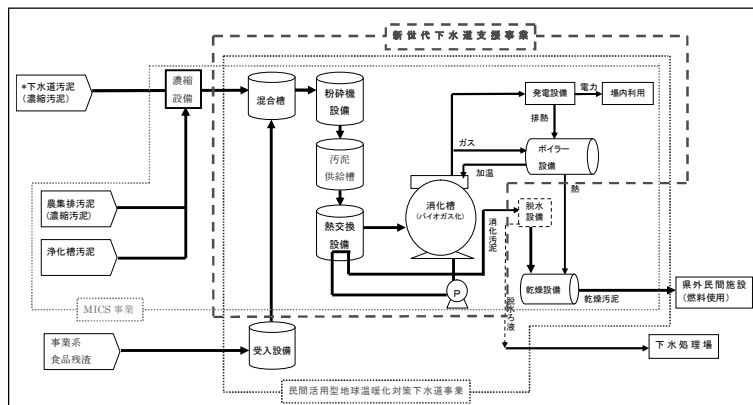 新世代下水道支援事業
*下水道汚泥
(濃縮汚泥)
濃縮
設備
混合槽
粉砕機
設備
発電設備
電力
場内利用
排熱
ガス
ボイラー
設備
加温
汚泥
供給槽
熱
農集排汚泥
(濃縮汚泥)
消化槽
(バイオガス化)
脱水
設備
熱交換
設備
消化汚泥
浄化槽汚泥
P
乾燥設備
乾燥汚泥
県外民間施設
(燃料使用)
MICS 事業
脱水ろ液
事業系
食品残渣
受入設備
下水処理場
民間活用型地球温暖化対策下水道事業